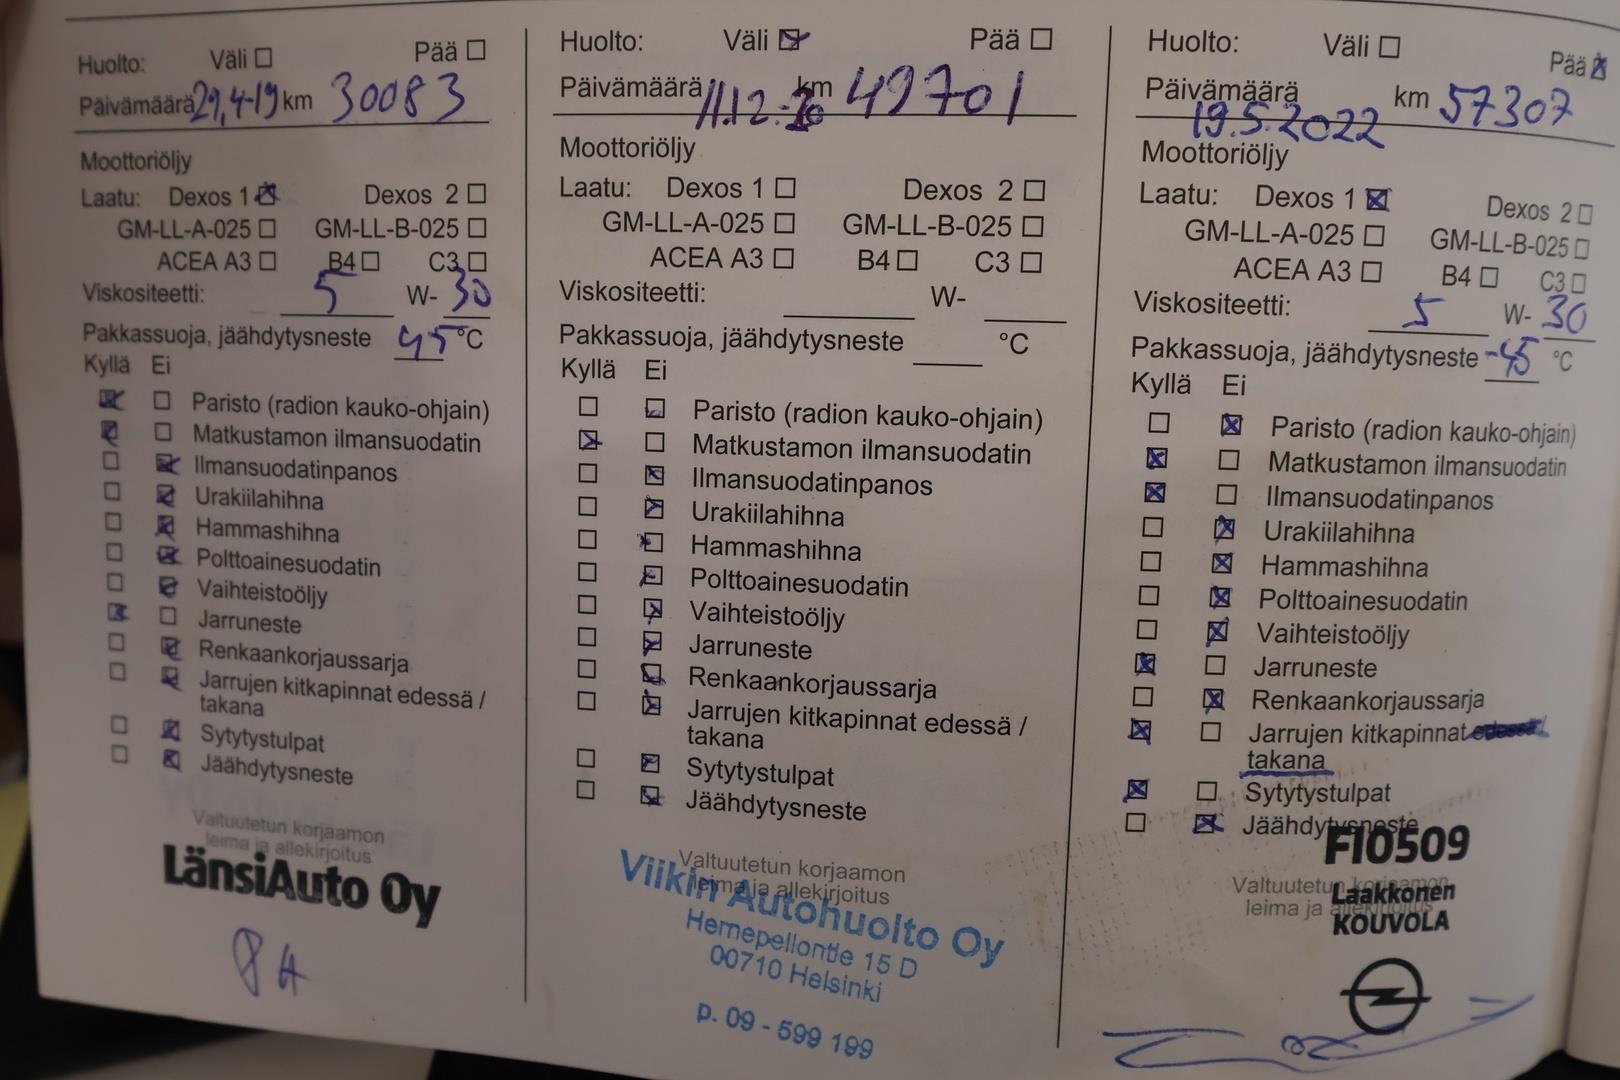 Huolto: Väli ☐ Pää ☐
Päivämäärä 29,4-19 km 30083
Moottoriöljy
Laatu: Dexos 1 ☒ Dexos 2 ☐
GM-LL-A-025 ☐ GM-LL-B-025 ☐
ACEA A3 ☐ B4 ☐ C3 ☐
Viskositeetti: 5 W- 30
Pakkassuoja, jäähdytysneste 45 °C
Kyllä Ei
☒ ☐ Paristo (radion kauko-ohjain)
☒ ☐ Matkustamon ilmansuodatin
☐ ☒ Ilmansuodatinpanos
☐ ☒ Urakiilahihna
☐ ☒ Hammashihna
☐ ☒ Polttoainesuodatin
☐ ☒ Vaihteistoöljy
☒ ☐ Jarruneste
☐ ☒ Renkaankorjaussarja
☐ ☒ Jarrujen kitkapinnat edessä /
takana
☐ ☒ Sytytystulpat
☐ ☒ Jäähdytysneste
Valtuutetun korjaamon
leima ja allekirjoitus
LänsiAuto Oy
Huolto: Väli ☒ Pää ☐
Päivämäärä 11.12. km 49701
Moottoriöljy
Laatu: Dexos 1 ☐ Dexos 2 ☐
GM-LL-A-025 ☐ GM-LL-B-025 ☐
ACEA A3 ☐ B4 ☐ C3 ☐
Viskositeetti: W-
Pakkassuoja, jäähdytysneste °C
Kyllä Ei
☐ ☒ Paristo (radion kauko-ohjain)
☒ ☐ Matkustamon ilmansuodatin
☐ ☒ Ilmansuodatinpanos
☐ ☒ Urakiilahihna
☐ ☒ Hammashihna
☐ ☒ Polttoainesuodatin
☐ ☒ Vaihteistoöljy
☐ ☒ Jarruneste
☐ ☒ Renkaankorjaussarja
☐ ☒ Jarrujen kitkapinnat edessä /
takana
☐ ☒ Sytytystulpat
☐ ☒ Jäähdytysneste
Valtuutetun korjaamon
leima ja allekirjoitus
Viikin Autohuolto Oy
Hernepellontie 15 D
00710 Helsinki
p. 09 - 599 199
Huolto: Väli ☐ Pää ☒
Päivämäärä 19.5.2022 km 57307
Moottoriöljy
Laatu: Dexos 1 ☒ Dexos 2 ☐
GM-LL-A-025 ☐ GM-LL-B-025 ☐
ACEA A3 ☐ B4 ☐ C3 ☐
Viskositeetti: 5 W- 30
Pakkassuoja, jäähdytysneste -45 °C
Kyllä Ei
☐ ☒ Paristo (radion kauko-ohjain)
☒ ☐ Matkustamon ilmansuodatin
☒ ☐ Ilmansuodatinpanos
☐ ☒ Urakiilahihna
☐ ☒ Hammashihna
☐ ☒ Polttoainesuodatin
☐ ☒ Vaihteistoöljy
☒ ☐ Jarruneste
☐ ☒ Renkaankorjaussarja
☒ ☐ Jarrujen kitkapinnat edessä
takana
☒ ☐ Sytytystulpat
☐ ☒ Jäähdytysneste
FI0509
Valtuutetun korjaamon
leima ja allekirjoitus
Laakkonen
KOUVOLA